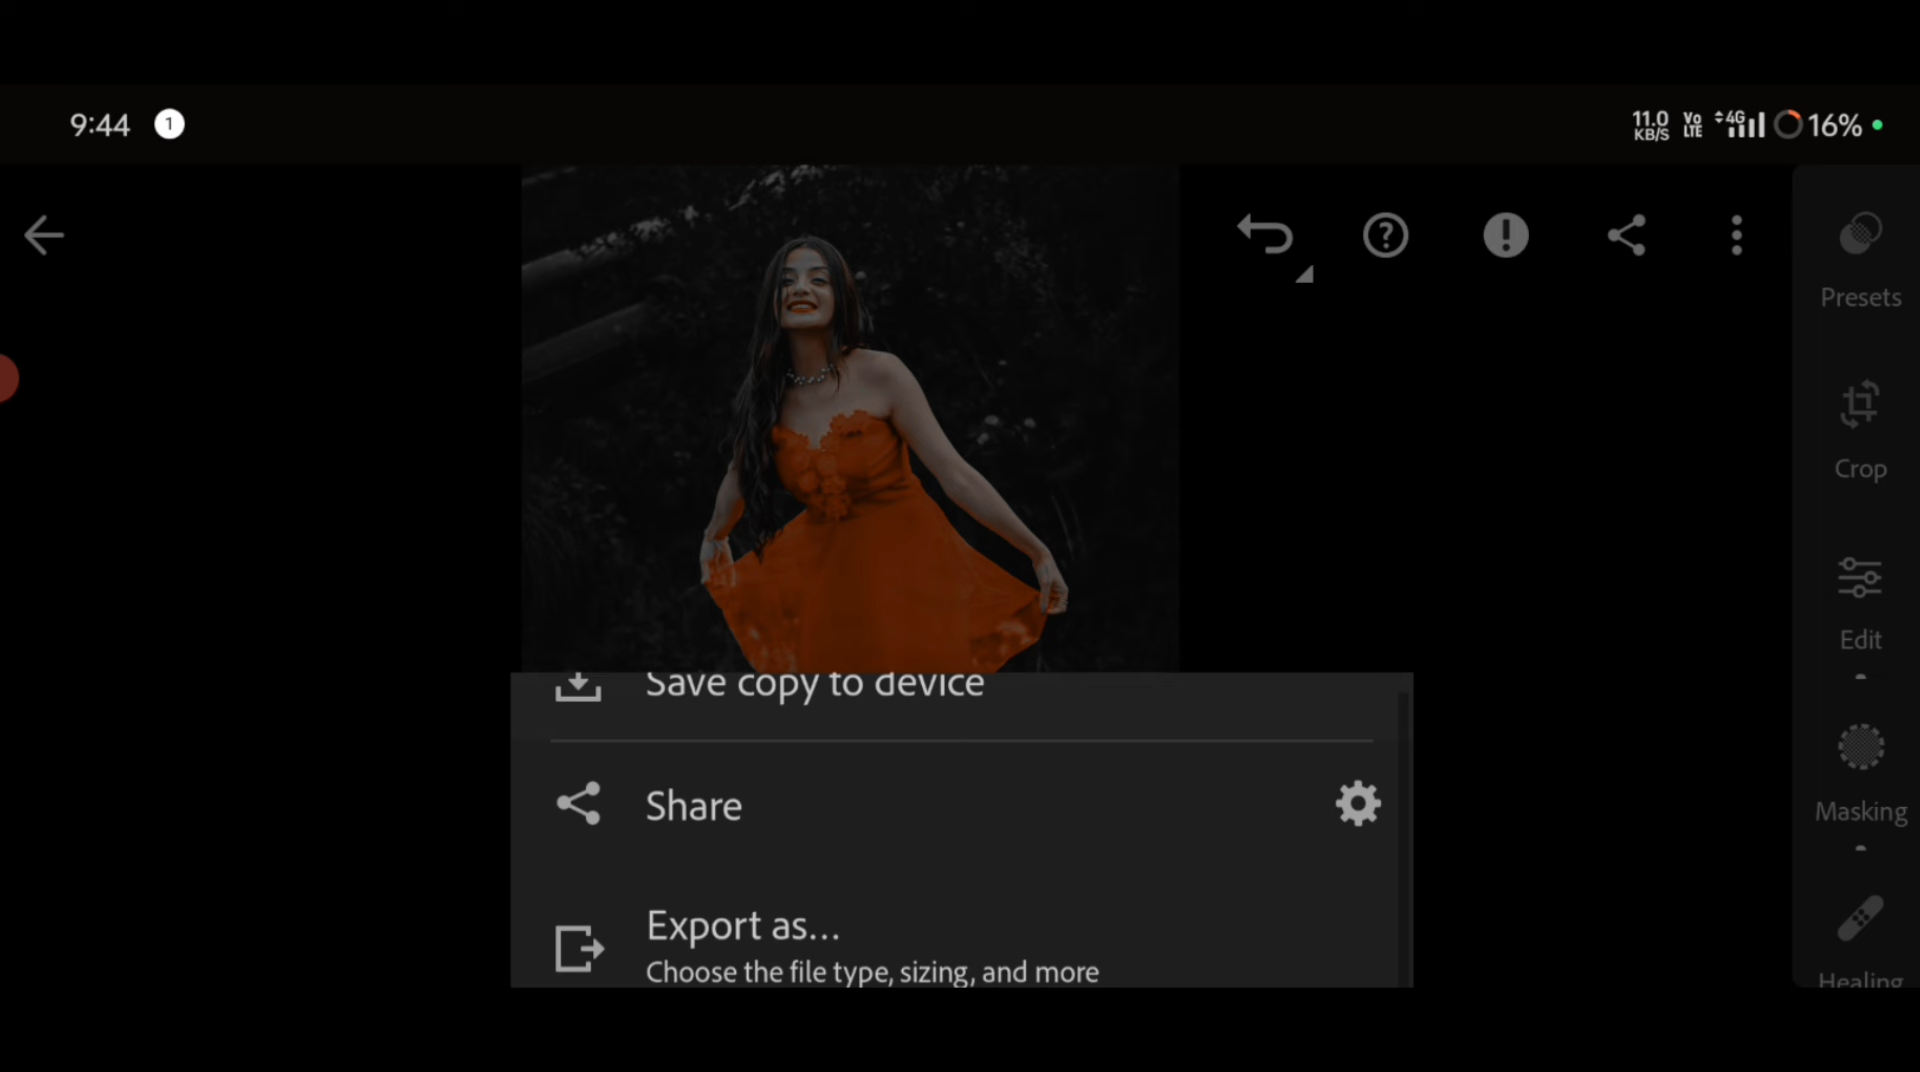 9:44
1
11.0 KB/S
Vo LTE
4G
16%
Presets
Crop
Edit
Masking
Healing
Save copy to device
Share
Export as...
Choose the file type, sizing, and more